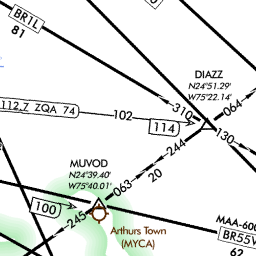 BR1L
81
DIAZZ
N24°51.29'
W75°22.14'
064
310
112.7 ZQA 74
102
114
130
244
MUVOD
N24°39.40'
W75°40.01'
063
20
100
245
Arthurs Town
(MYCA)
MAA-600
BR55V
62